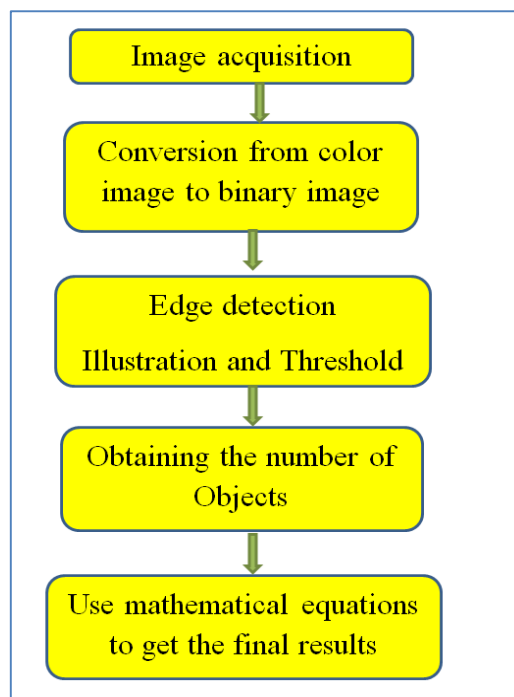 Image acquisition
Conversion from color
image to binary image
Edge detection
Illustration and Threshold
Obtaining the number of
Objects
Use mathematical equations
to get the final results